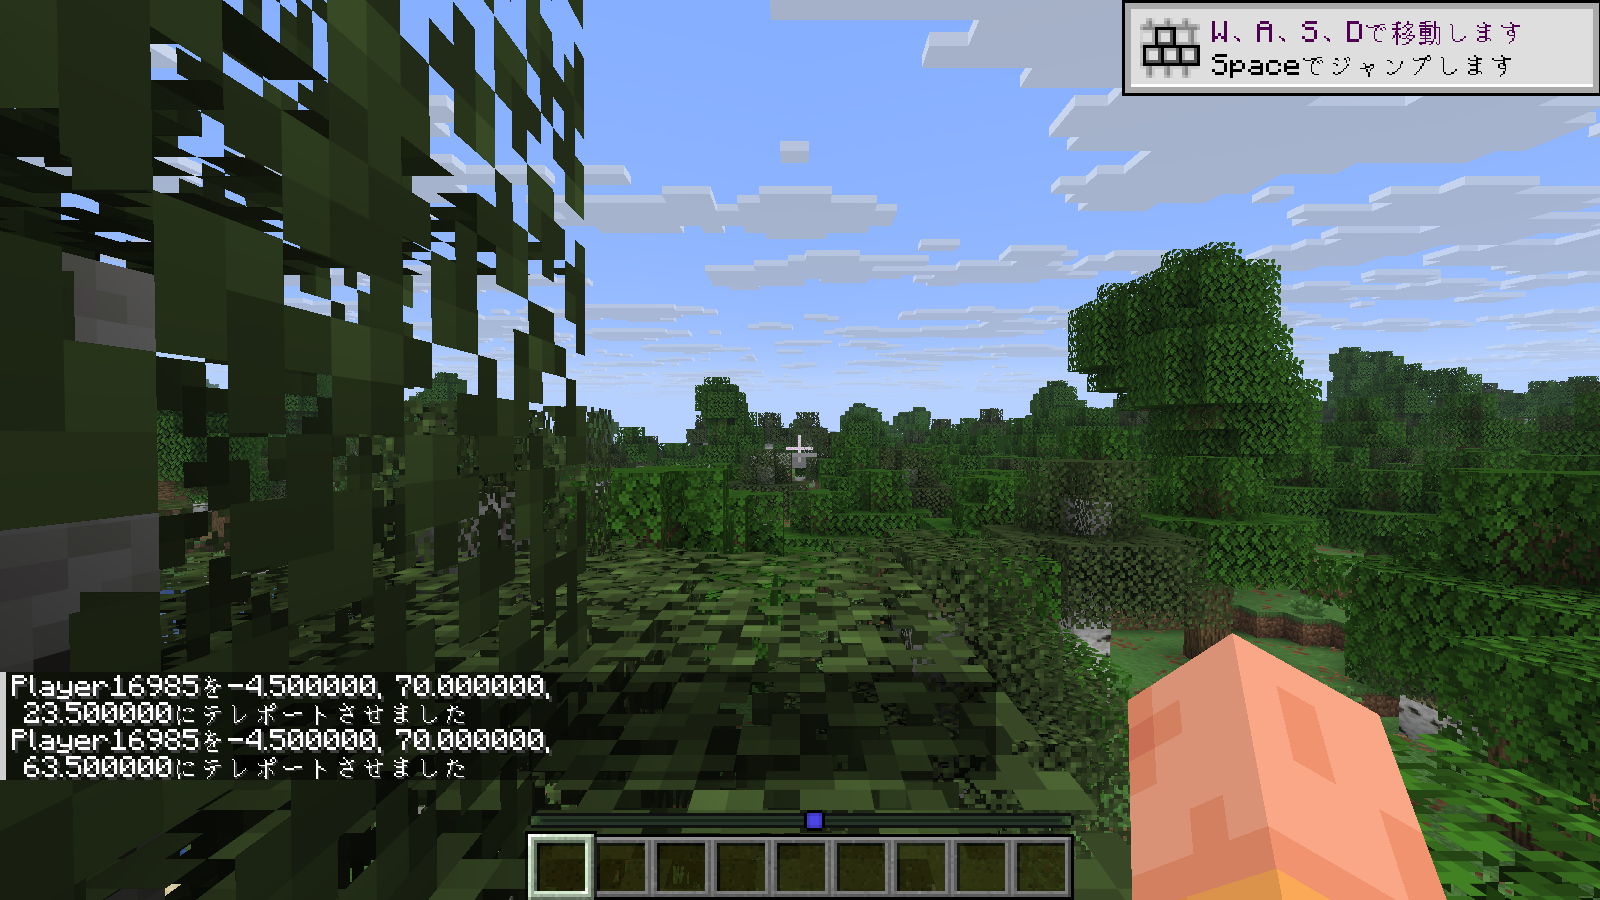 W、A、S、Dで移動します
Spaceでジャンプします
Player16985を-4.500000, 70.000000,
23.500000にテレポートさせました
Player16985を-4.500000, 70.000000,
63.500000にテレポートさせました